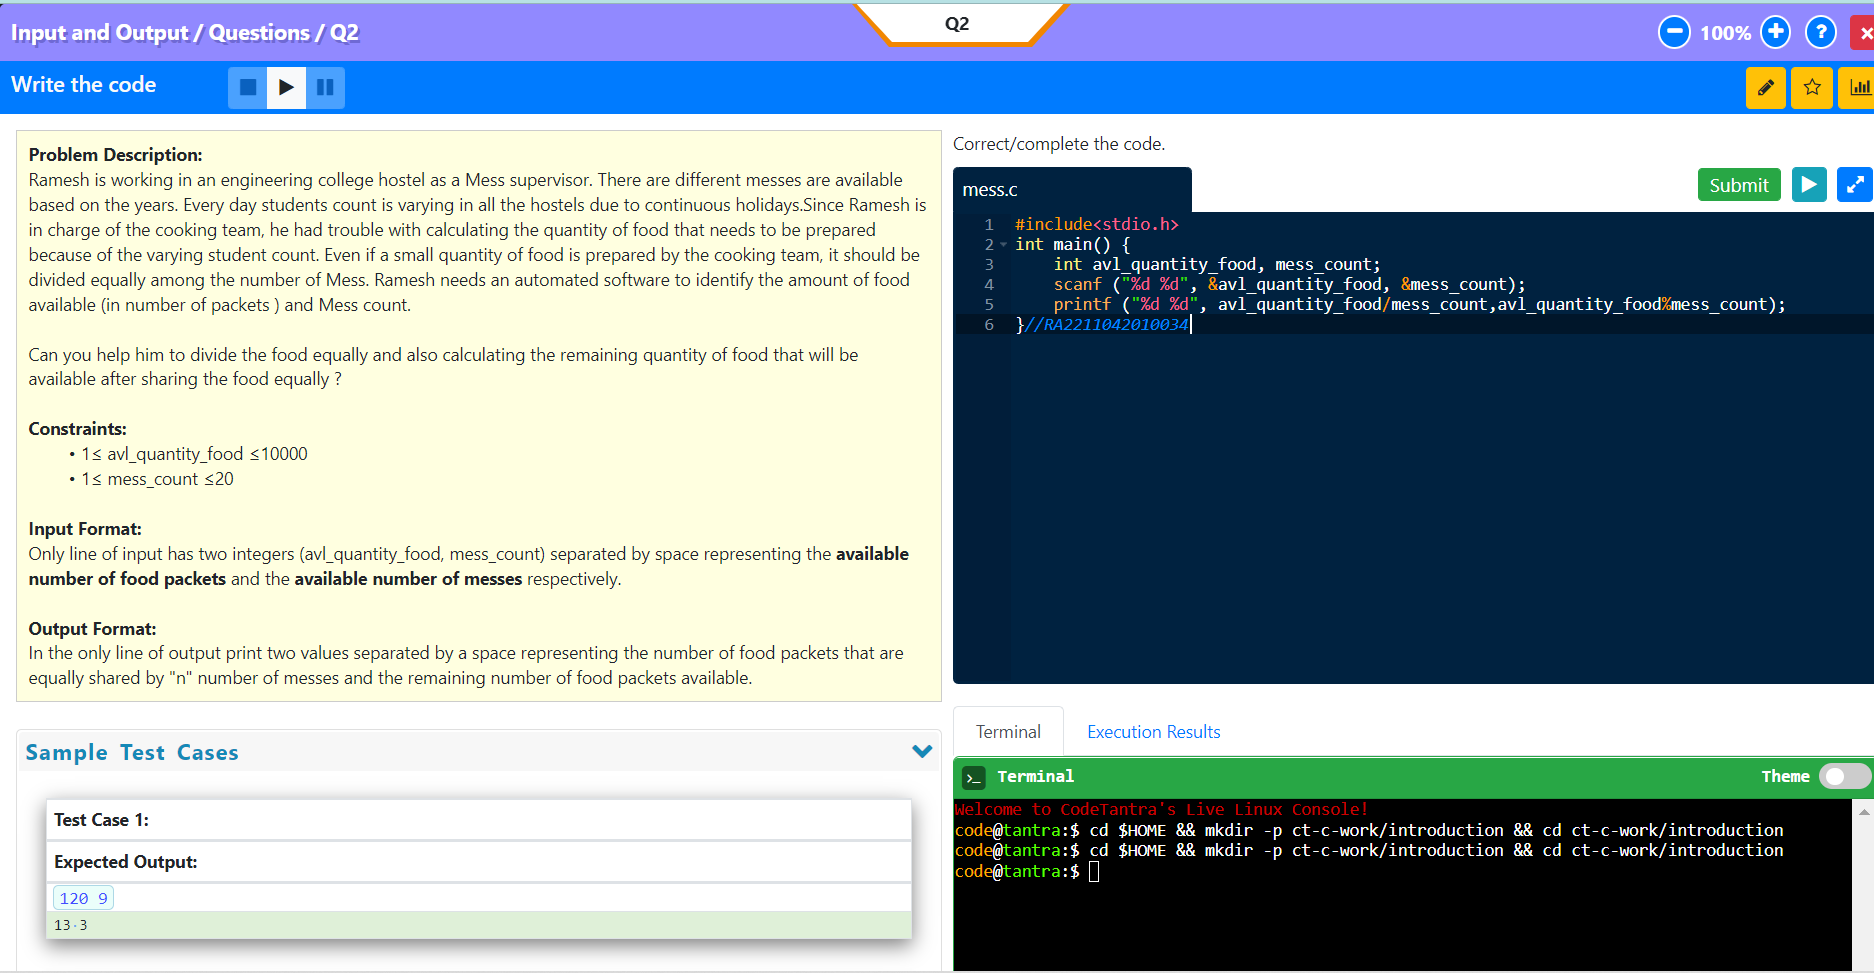 Input and Output / Questions / Q2
Q2
100%
?
Write the code
Problem Description:
Ramesh is working in an engineering college hostel as a Mess supervisor. There are different messes are available
based on the years. Every day students count is varying in all the hostels due to continuous holidays.Since Ramesh is
in charge of the cooking team, he had trouble with calculating the quantity of food that needs to be prepared
because of the varying student count. Even if a small quantity of food is prepared by the cooking team, it should be
divided equally among the number of Mess. Ramesh needs an automated software to identify the amount of food
available (in number of packets ) and Mess count.
Can you help him to divide the food equally and also calculating the remaining quantity of food that will be
available after sharing the food equally ?
Constraints:
• 1≤ avl_quantity_food ≤10000
• 1≤ mess_count ≤20
Input Format:
Only line of input has two integers (avl_quantity_food, mess_count) separated by space representing the available
number of food packets and the available number of messes respectively.
Output Format:
In the only line of output print two values separated by a space representing the number of food packets that are
equally shared by "n" number of messes and the remaining number of food packets available.
Sample Test Cases
Test Case 1:
Expected Output:
120 9
13·3
Correct/complete the code.
mess.c
Submit
1 #include<stdio.h>
2 int main() {
3 int avl_quantity_food, mess_count;
4 scanf ("%d %d", &avl_quantity_food, &mess_count);
5 printf ("%d %d", avl_quantity_food/mess_count,avl_quantity_food%mess_count);
6 }//RA2211042010034
Terminal
Execution Results
>_ Terminal
Theme
Welcome to CodeTantra's Live Linux Console!
code@tantra:$ cd $HOME && mkdir -p ct-c-work/introduction && cd ct-c-work/introduction
code@tantra:$ cd $HOME && mkdir -p ct-c-work/introduction && cd ct-c-work/introduction
code@tantra:$